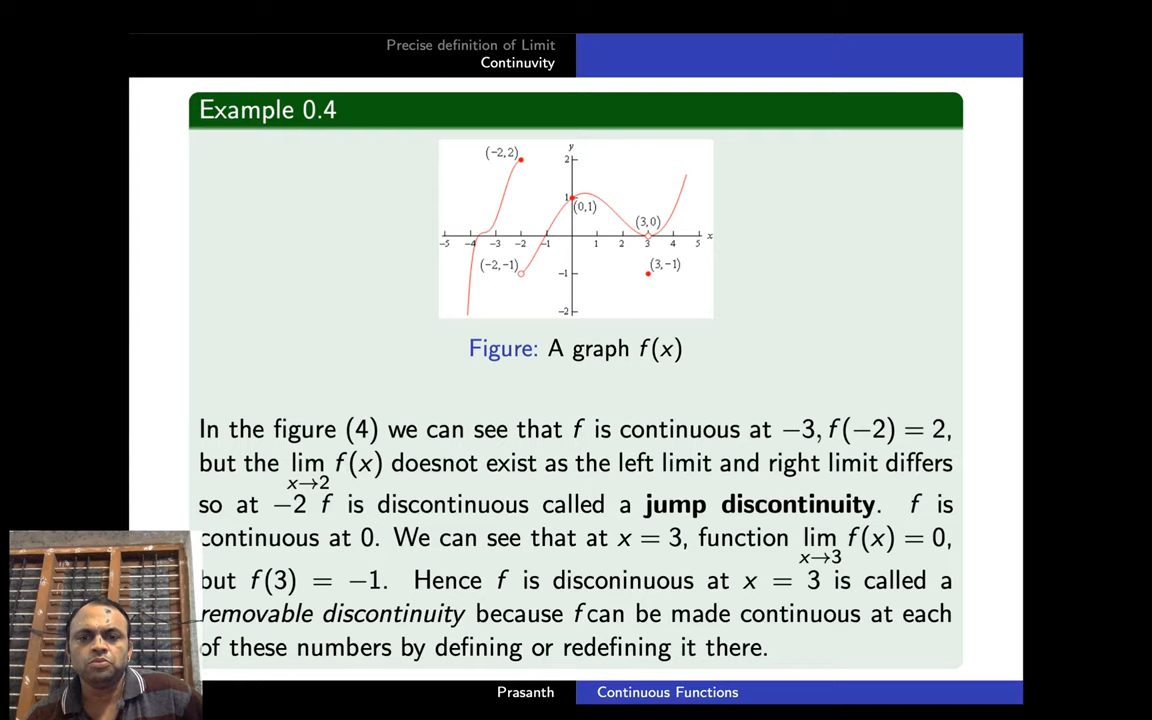 Precise definition of Limit
Continuvity
Example 0.4
(-2,2)
y
2
1
(0,1)
(3,0)
-5 -4 -3 -2 -1 1 2 3 4 5 x
(-2,-1)
-1
(3,-1)
-2
Figure: A graph f(x)
In the figure (4) we can see that f is continuous at −3, f(−2) = 2,
but the lim f(x) doesnot exist as the left limit and right limit differs
x→2
so at −2 f is discontinuous called a jump discontinuity. f is
continuous at 0. We can see that at x = 3, function lim f(x) = 0,
x→3
but f(3) = −1. Hence f is disconinuous at x = 3 is called a
removable discontinuity because f can be made continuous at each
of these numbers by defining or redefining it there.
Prasanth Continuous Functions